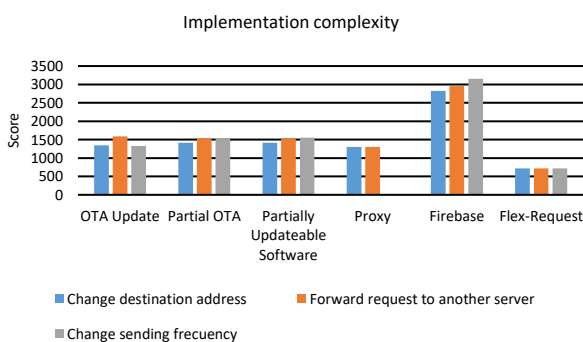 Implementation complexity
3500
3000
2500
2000
1500
1000
500
0
Score
OTA Update Partial OTA Partially Updateable Software Proxy Firebase Flex-Request
Change destination address Forward request to another server
Change sending frecuency